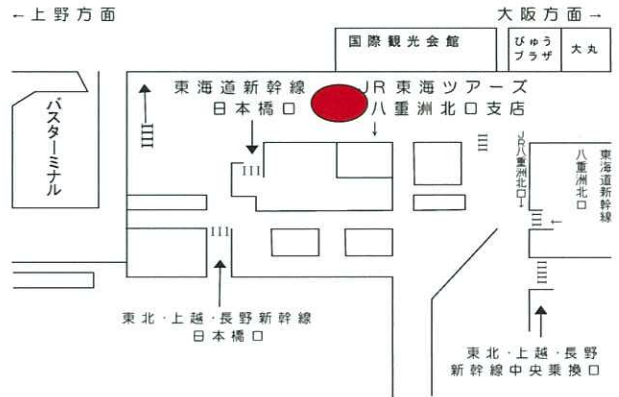 ←上野方面
大阪方面→
国際観光会館
びゅう
プラザ
大丸
東海道新幹線
日本橋口
JR東海ツアーズ
八重洲北口支店
バスターミナル
JR八重洲北口→
東海道新幹線
八重洲北口
←
東北・上越・長野新幹線
日本橋口
東北・上越・長野
新幹線中央乗換口